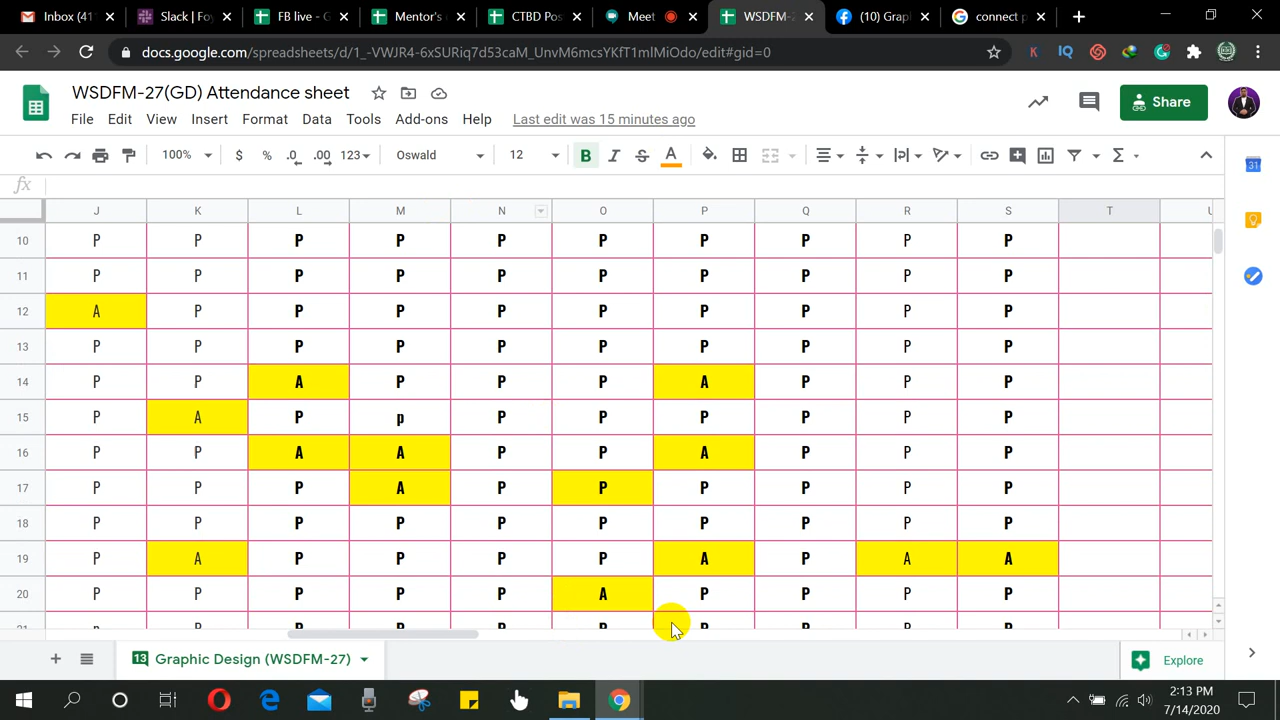 Inbox (41
Slack | Fo
FB live - G
Mentor's
CTBD Pos
Meet
WSDFM-2
(10) Grap
connect p
docs.google.com/spreadsheets/d/1_-VWJR4-6xSURiq7d53caM_UnvM6mcsYKfT1mlMiOdo/edit#gid=0
WSDFM-27(GD) Attendance sheet
Share
File Edit View Insert Format Data Tools Add-ons Help Last edit was 15 minutes ago
100% $ % .0 .00 123 Oswald 12 B I S A
fx
J K L M N O P Q R S T U
10 P P P P P P P P P P
11 P P P P P P P P P P
12 A P P P P P P P P P
13 P P P P P P P P P P
14 P P A P P P A P P P
15 P A P p P P P P P P
16 P P A A P P A P P P
17 P P P A P P P P P P
18 P P P P P P P P P P
19 P A P P P P A P A A
20 P P P P P A P P P P
13 Graphic Design (WSDFM-27)
Explore
2:13 PM
7/14/2020